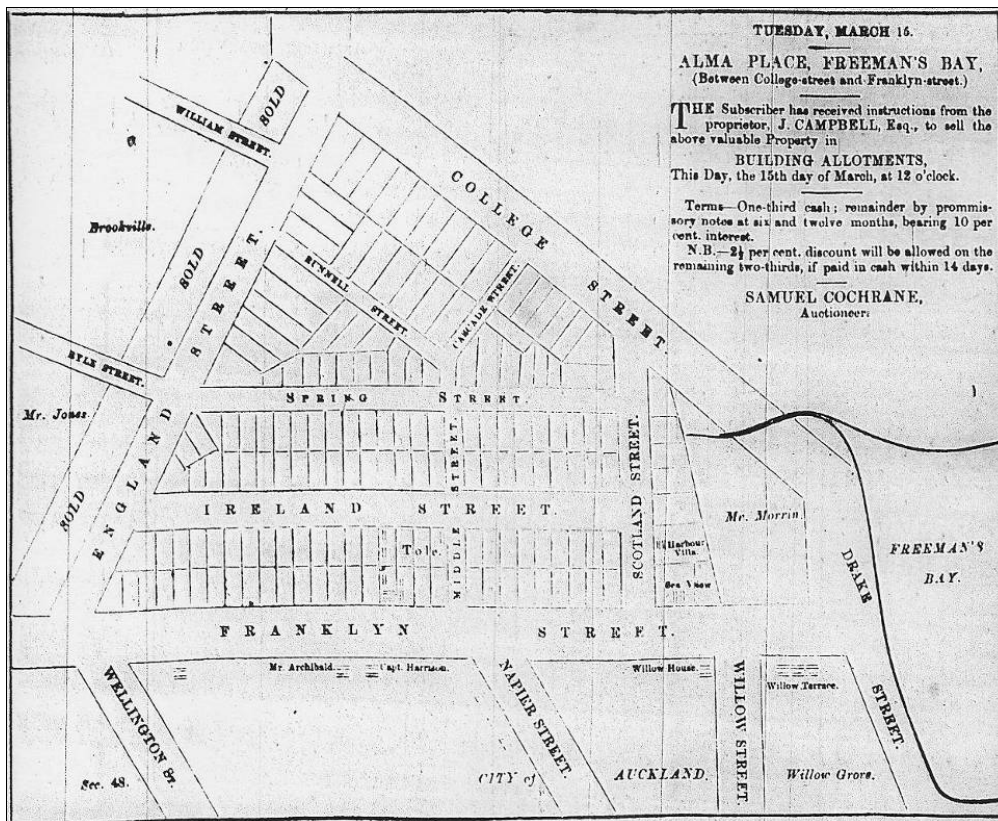 TUESDAY, MARCH 15.
ALMA PLACE, FREEMAN'S BAY,
(Between College-street and Franklyn-street.)
THE Subscriber has received instructions from the
proprietor, J. CAMPBELL, Esq., to sell the
above valuable Property in
BUILDING ALLOTMENTS,
This Day, the 15th day of March, at 12 o'clock.
Terms—One-third cash; remainder by prommis-
sory notes at six and twelve months, bearing 10 per
cent. interest.
N.B.—2½ per cent. discount will be allowed on the
remaining two-thirds, if paid in cash within 14 days.
SAMUEL COCHRANE,
Auctioneer.
SOLD
WILLIAM STREET.
COLLEGE STREET.
Brookville.
SOLD
RUNNELL STREET
CASCADE STREET.
RYLE STREET.
SPRING STREET.
Mr. Jones.
ENGLAND STREET.
MIDDLE STREET.
SCOTLAND STREET.
SOLD
IRELAND STREET.
Mr. Morrin.
Tole.
Harbour
Villa.
Sea View
DRAKE STREET.
FREEMAN'S
BAY.
FRANKLYN STREET.
Mr. Archibald.
Capt. Harrison.
Willow House.
Willow Terrace.
WELLINGTON St.
NAPIER STREET.
WILLOW STREET.
Sec. 48.
CITY of AUCKLAND.
Willow Grove.